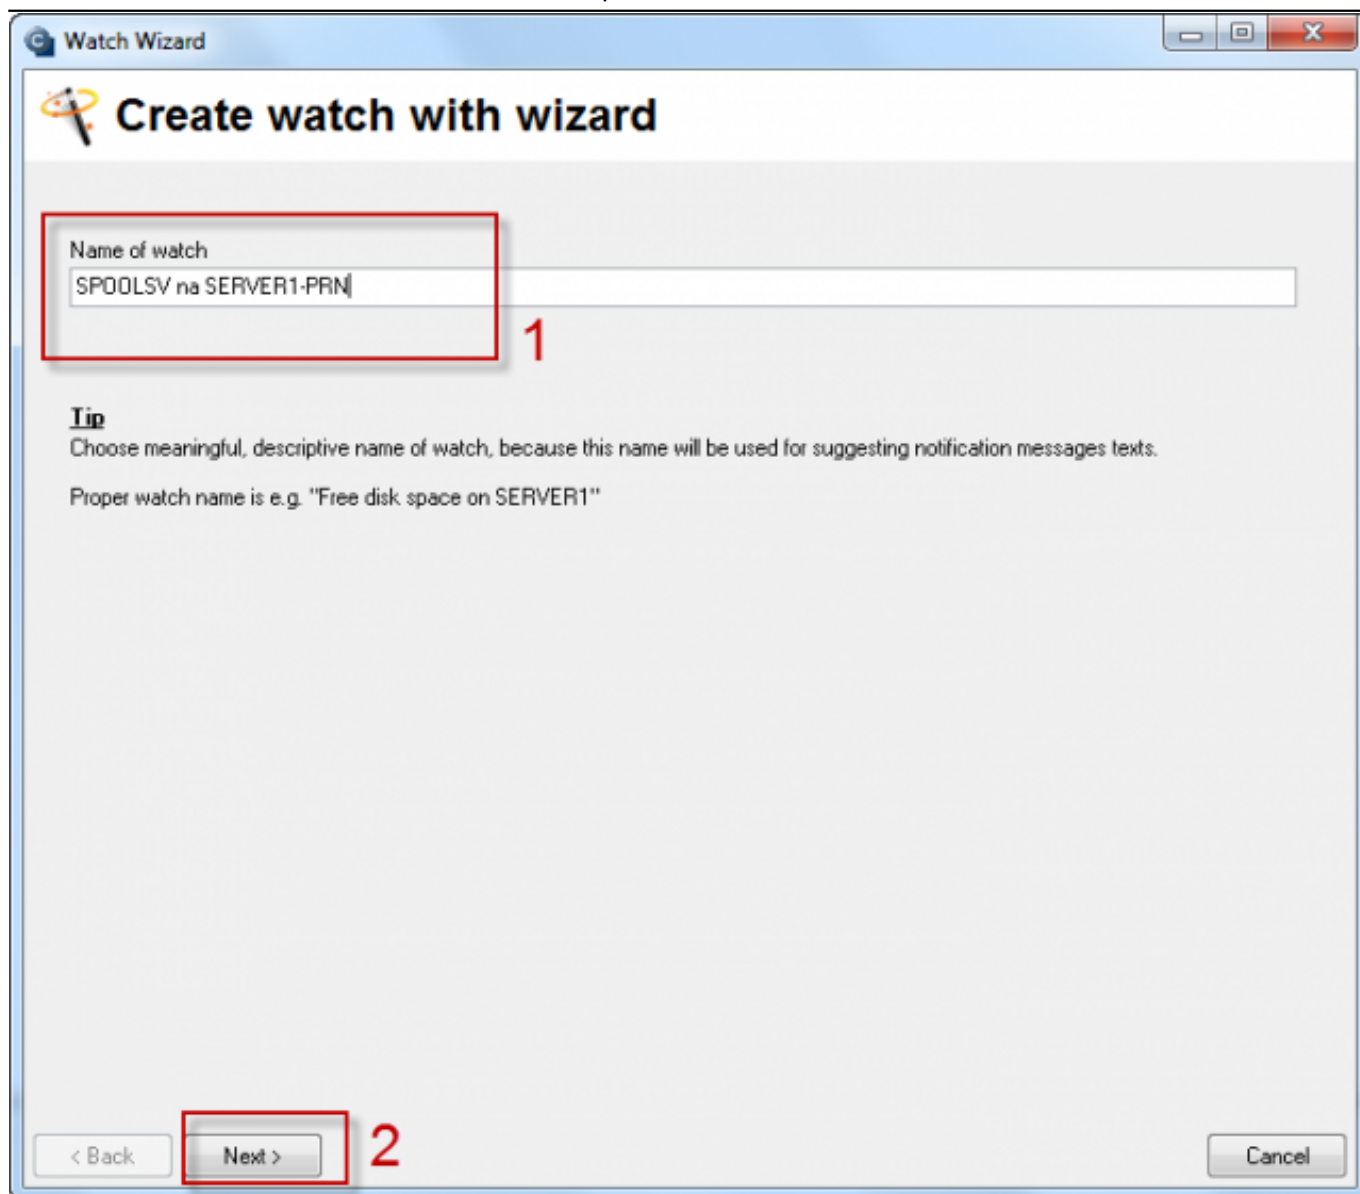 Watch Wizard
Create watch with wizard
Name of watch
SPOOLSV na SERVER1-PRN
1
Tip
Choose meaningful, descriptive name of watch, because this name will be used for suggesting notification messages texts.
Proper watch name is e.g. "Free disk space on SERVER1"
< Back
Next >
2
Cancel